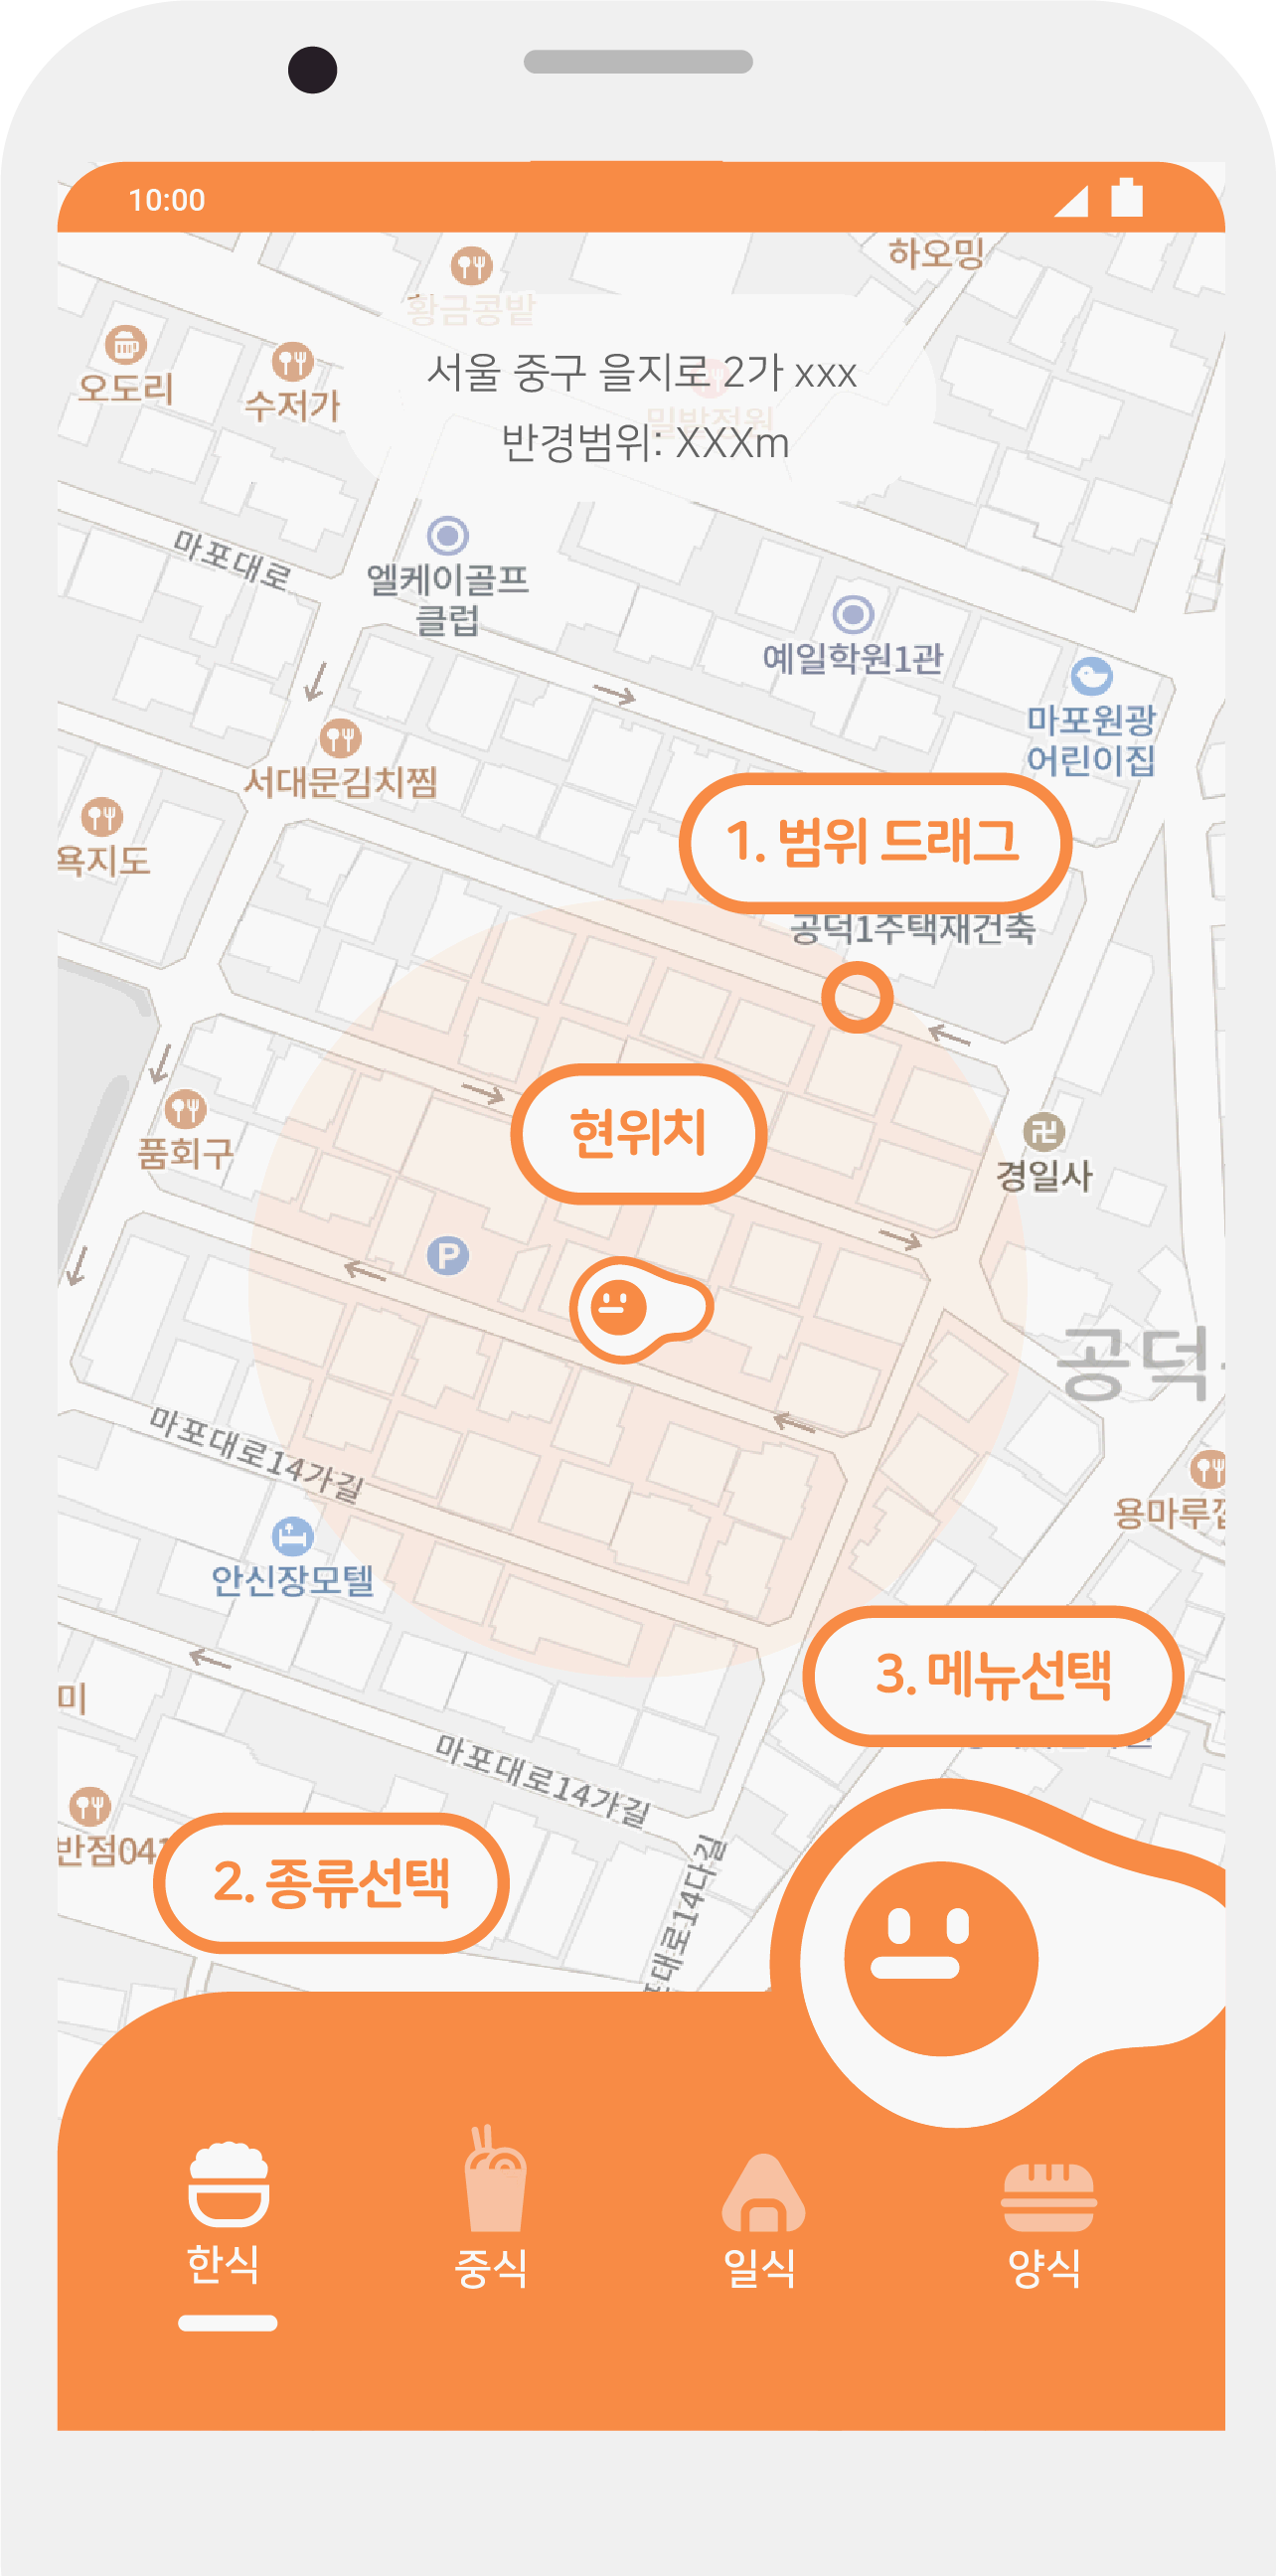 10:00
하오밍
황금콩밭
오도리
수저가
서울 중구 을지로 2가 xxx
밀방정원
반경범위: XXXm
마포대로
엘케이골프
클럽
예일학원1관
마포원광
어린이집
서대문김치찜
욕지도
1. 범위 드래그
공덕1주택재건축
현위치
품회구
경일사
P
공덕
마포대로14가길
용마루
안신장모텔
3. 메뉴선택
미
마포대로14가길
반점041
2. 종류선택
대로14다길
한식
중식
일식
양식